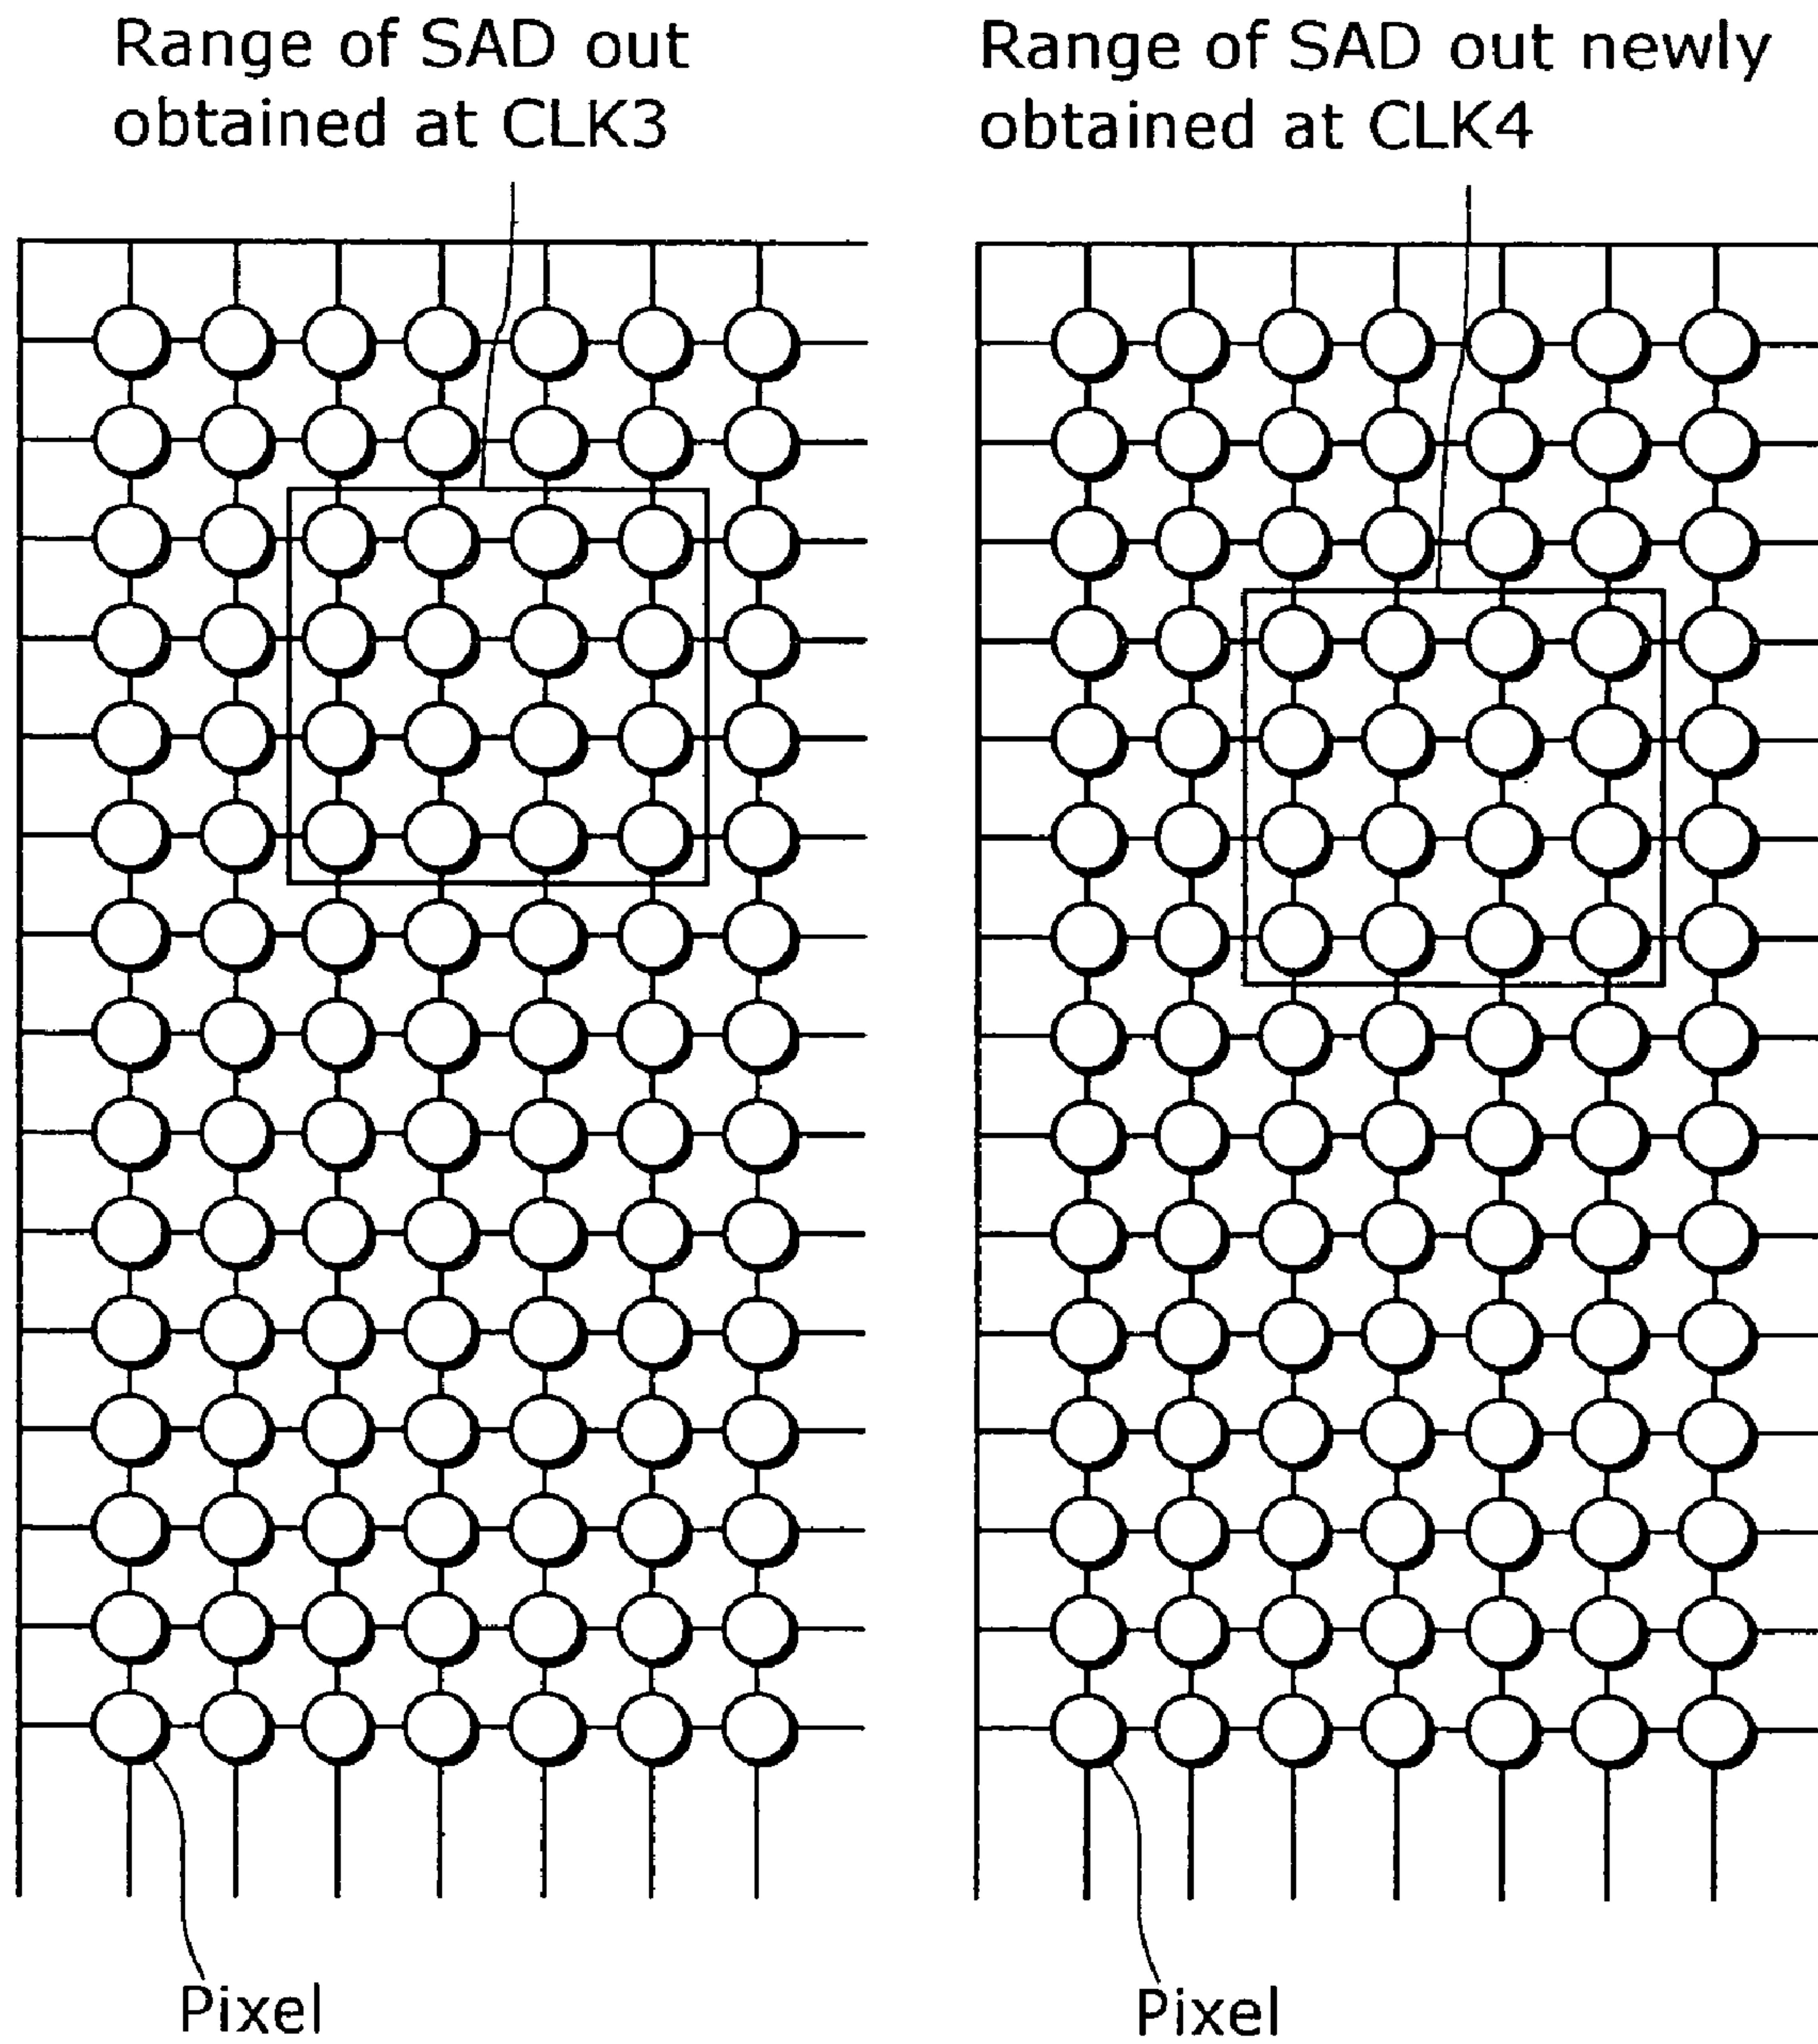 Range of SAD out
obtained at CLK3
Range of SAD out newly
obtained at CLK4
Pixel
Pixel